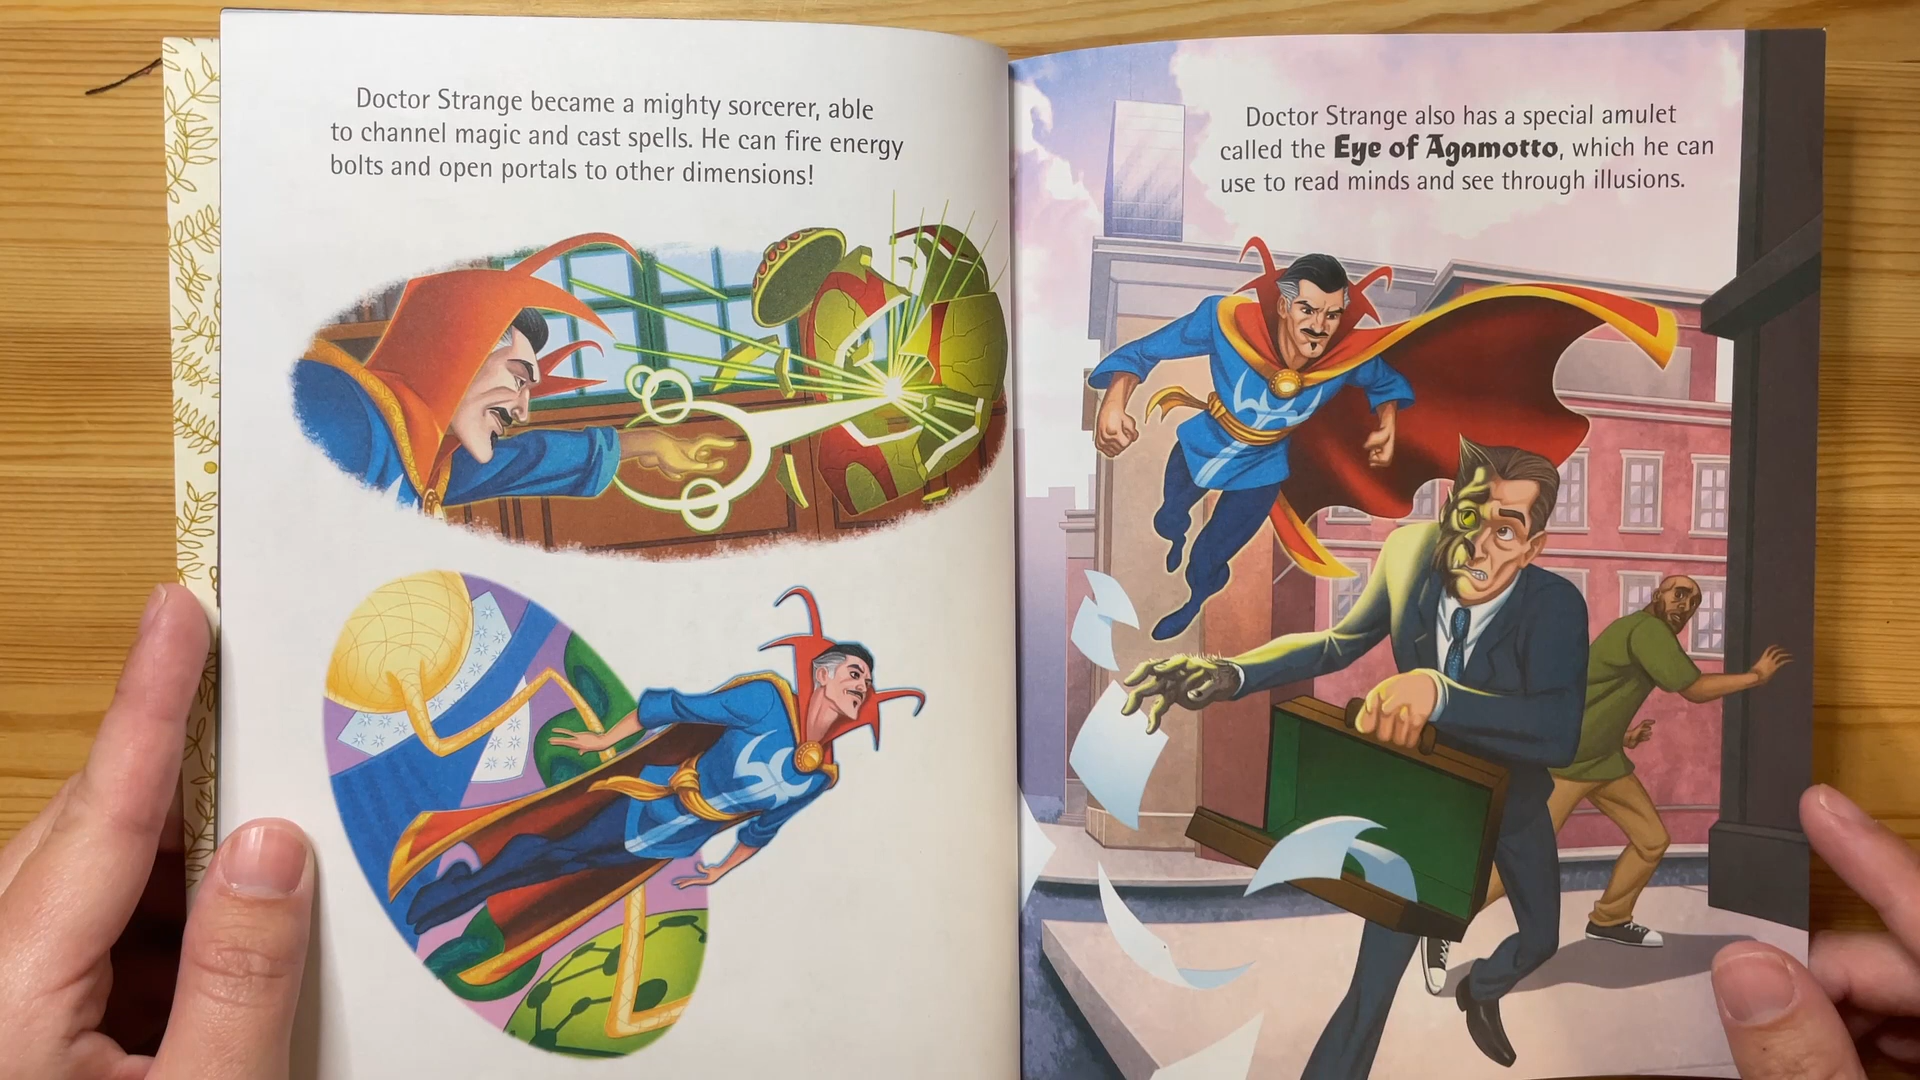 Doctor Strange became a mighty sorcerer, able
to channel magic and cast spells. He can fire energy
bolts and open portals to other dimensions!
Doctor Strange also has a special amulet
called the Eye of Agamotto, which he can
use to read minds and see through illusions.